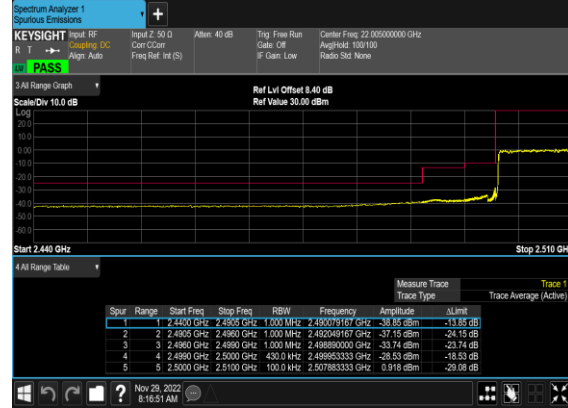 Spectrum Analyzer 1
Spurious Emissions
KEYSIGHT Input: RF Input Z: 50 Ω Atten: 40 dB Trig: Free Run Center Freq: 22.005000000 GHz
R T Coupling: DC Corr CCorr Gate: Off Avg|Hold: 100/100
Align: Auto Freq Ref: Int (S) IF Gain: Low Radio Std: None
PASS
3 All Range Graph
Ref Lvl Offset 8.40 dB
Scale/Div 10.0 dB Ref Value 30.00 dBm
Log
20.0
10.0
0.00
-10.0
-20.0
-30.0
-40.0
-50.0
-60.0
Start 2.440 GHz Stop 2.510 GH
4 All Range Table
Measure Trace Trace 1
Trace Type Trace Average (Active)
Spur Range Start Freq Stop Freq RBW Frequency Amplitude ΔLimit
1 1 2.4400 GHz 2.4905 GHz 1.000 MHz 2.490079167 GHz -38.85 dBm -13.85 dB
2 2 2.4905 GHz 2.4960 GHz 1.000 MHz 2.492049167 GHz -37.15 dBm -24.15 dB
3 3 2.4960 GHz 2.4990 GHz 1.000 MHz 2.498890000 GHz -33.74 dBm -23.74 dB
4 4 2.4990 GHz 2.5000 GHz 430.0 kHz 2.499953333 GHz -28.53 dBm -18.53 dB
5 5 2.5000 GHz 2.5100 GHz 100.0 kHz 2.507883333 GHz 0.918 dBm -29.08 dB
Nov 29, 2022
8:16:51 AM